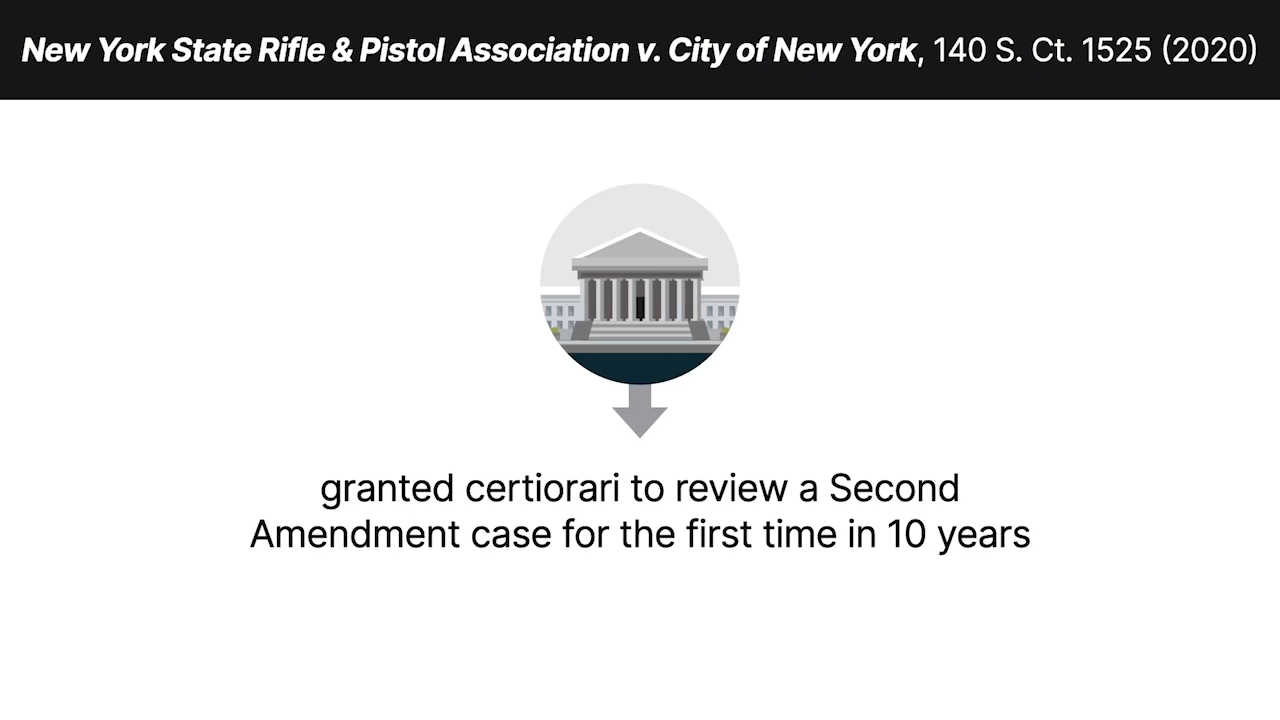 New York State Rifle & Pistol Association v. City of New York, 140 S. Ct. 1525 (2020)
granted certiorari to review a Second
Amendment case for the first time in 10 years